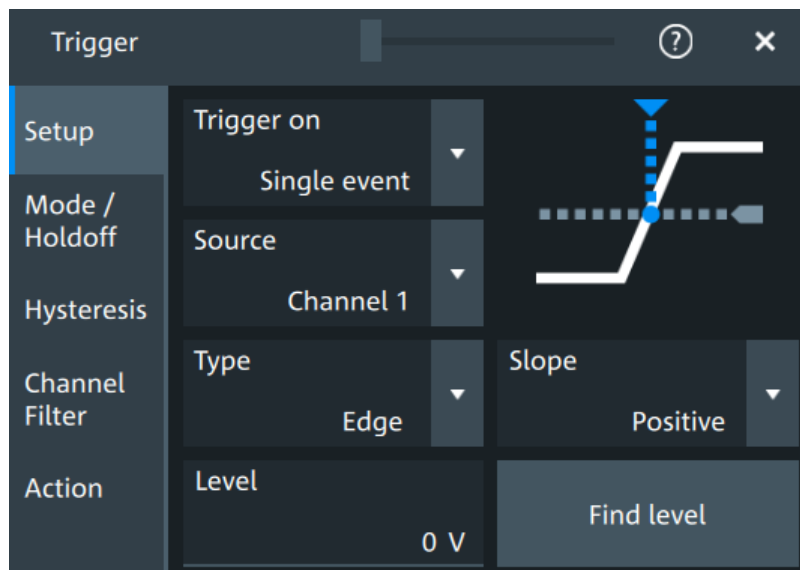 Trigger
?
Setup
Mode /
Holdoff
Hysteresis
Channel
Filter
Action
Trigger on
Single event
Source
Channel 1
Type
Edge
Slope
Positive
Level
0 V
Find level